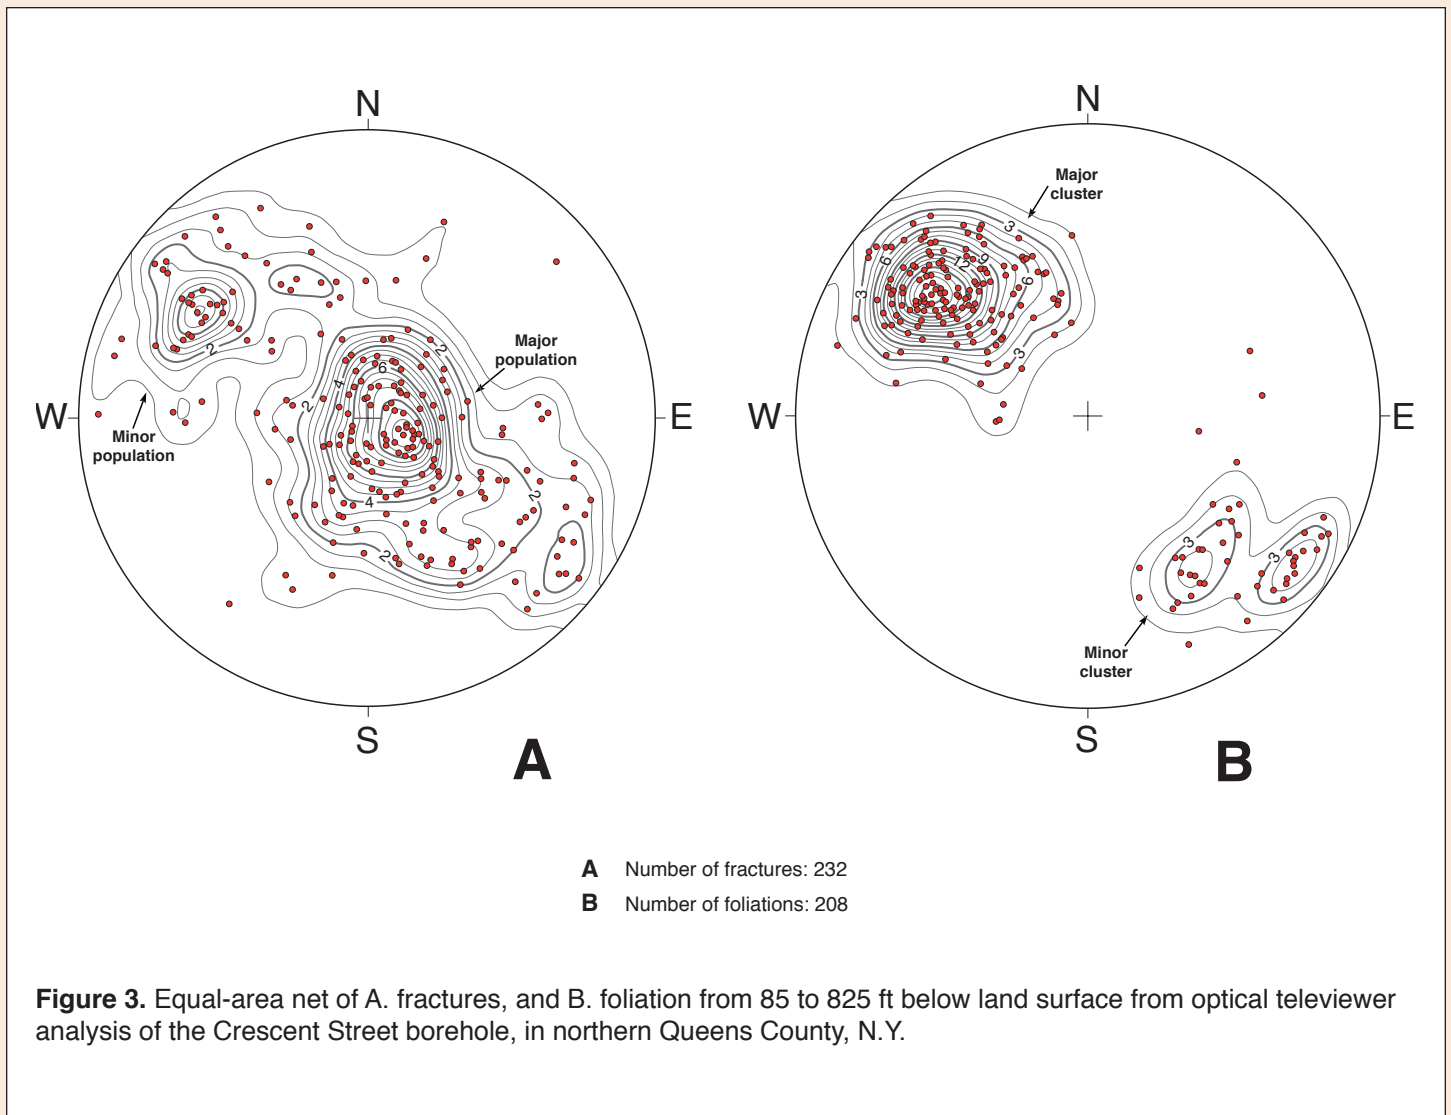 N
N
Major
cluster
3
9
12
6
6
3
3
2
Major
population
2
6
4
2
W
E
W
E
Minor
population
4
2
2
3
3
Minor
cluster
S
S
A
B
A Number of fractures: 232
B Number of foliations: 208
Figure 3. Equal-area net of A. fractures, and B. foliation from 85 to 825 ft below land surface from optical televiewer
analysis of the Crescent Street borehole, in northern Queens County, N.Y.